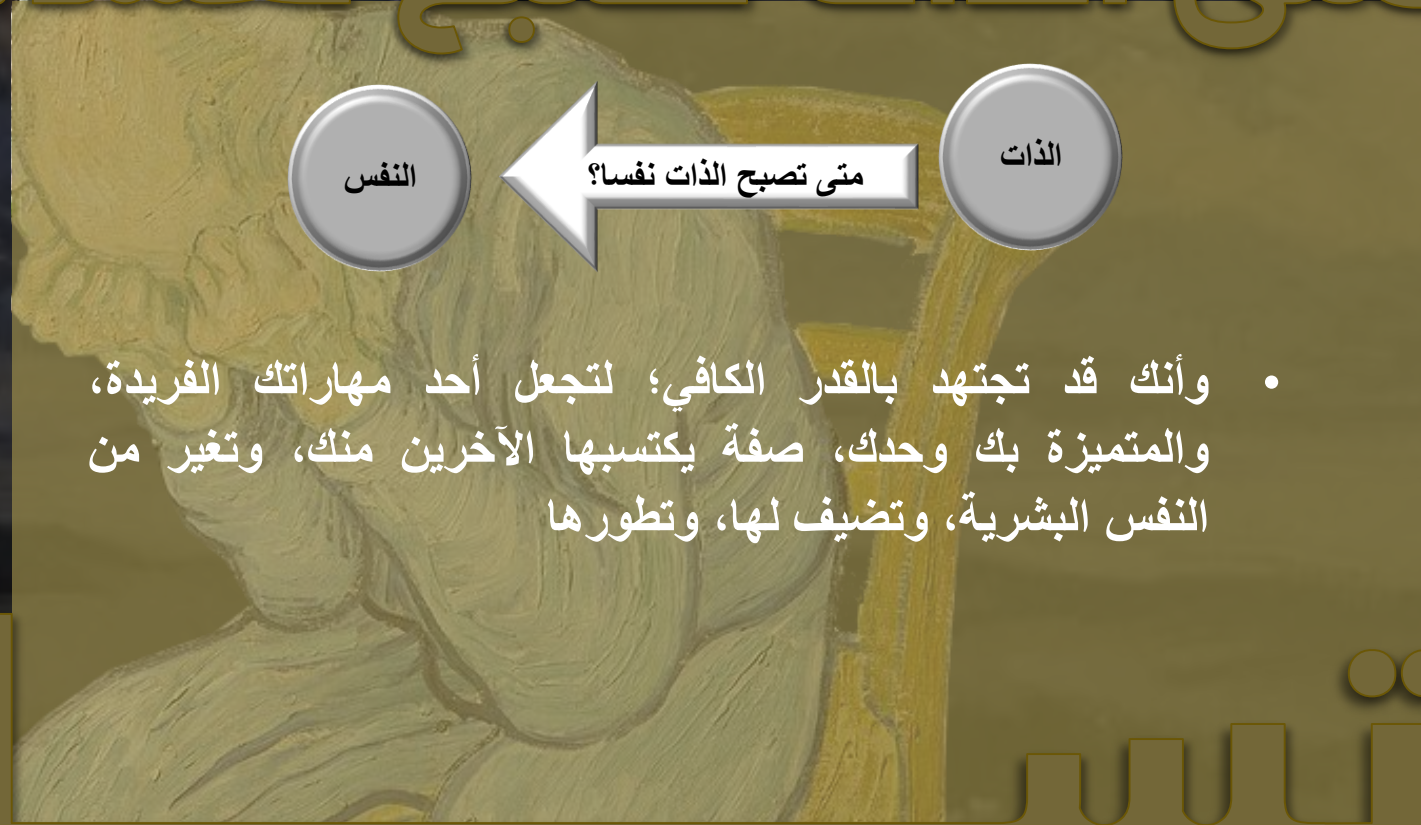 الذات
متى تصبح الذات نفسا؟
النفس
• وأنك قد تجتهد بالقدر الكافي؛ لتجعل أحد مهاراتك الفريدة،
والمتميزة بك وحدك، صفة يكتسبها الآخرين منك، وتغير من
النفس البشرية، وتضيف لها، وتطورها